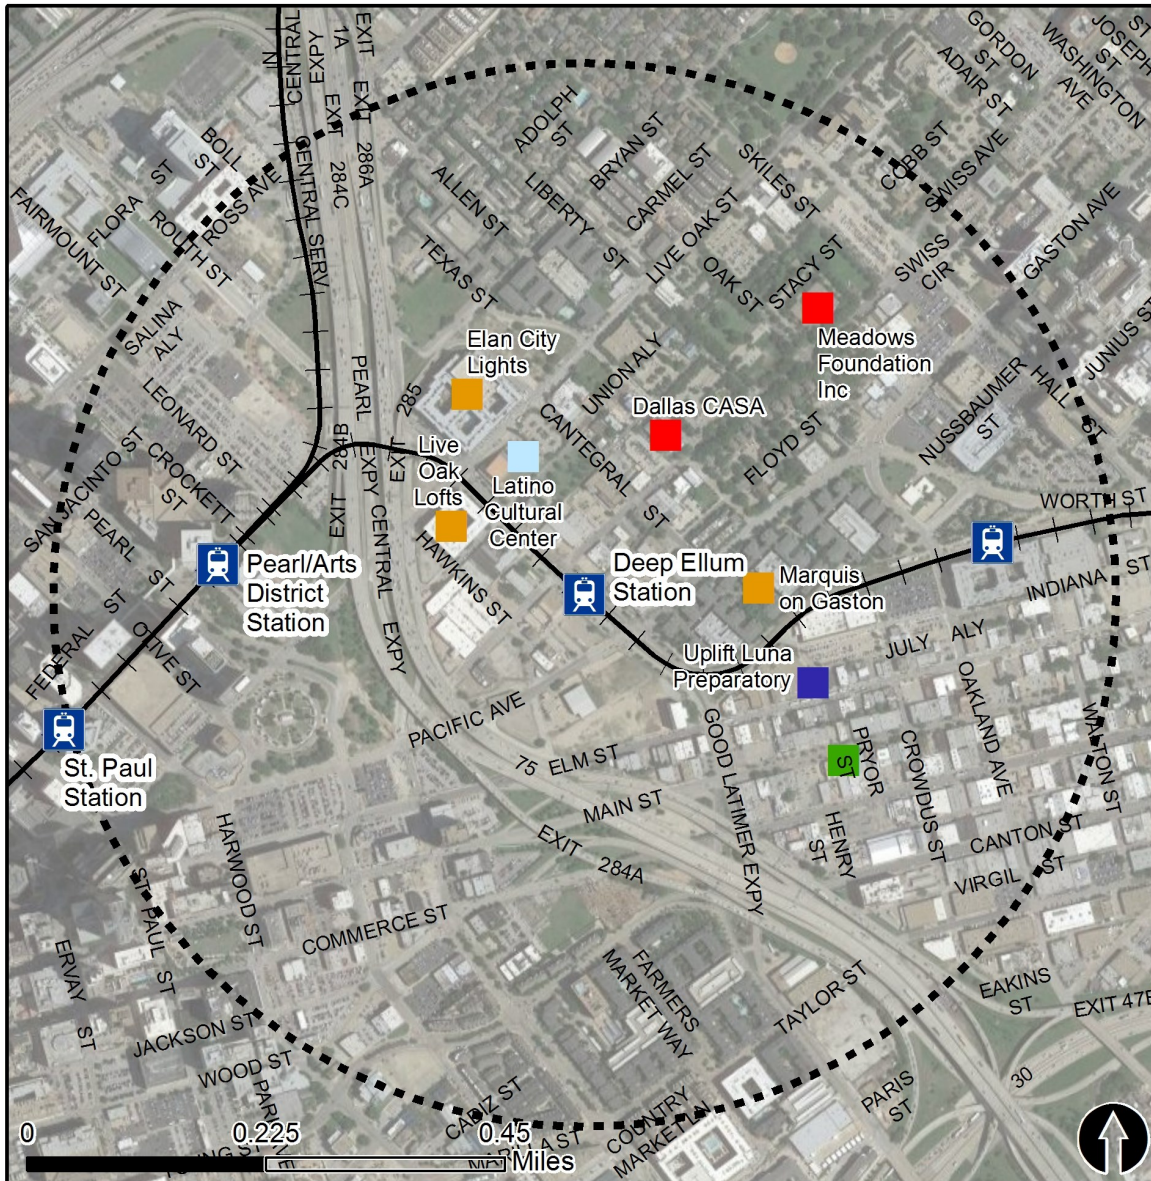 CENTRAL EXPY
IN
EXIT 1A
EXIT 284C
EXIT
EXIT 286A
GORDON ST
ADAIR ST
WASHINGTON AVE
JOSEPH ST
ST
BOLL ST
ADOLPH ST
BRYAN ST
SKILES ST
COBB ST
SWISS AVE
CENTRAL SERV
ALLEN ST
LIBERTY ST
CARMEL ST
FAIRMOUNT ST
FLORA ST
ROUTH ST
ROSS AVE
LIVE OAK ST
OAK ST
STACY ST
SWISS CIR
GASTON AVE
TEXAS ST
SALINA ALY
Elan City
Lights
UNION ALY
Meadows
Foundation
Inc
JUNIUS ST
LEONARD ST
PEARL EXPY
285 EXIT
Dallas CASA
NUSSBAUMER ST
HALL ST
CANTEGRAL ST
FLOYD ST
SAN JACINTO ST
CROCKETT ST
EXIT 284B
Live
Oak
Lofts
Latino
Cultural
Center
WORTH ST
PEARL ST
HAWKINS ST
CENTRAL EXPY
Pearl/Arts
District
Station
Deep Ellum
Station
Marquis
on Gaston
INDIANA ST
FEDERAL ST
OLIVE ST
JULY ALY
Uplift Luna
Preparatory
OAKLAND AVE
PACIFIC AVE
GOOD LATIMER EXPY
PRYOR ST
CROWDUS ST
WALTON ST
St. Paul
Station
75
ELM ST
MAIN ST
HARWOOD ST
EXIT 284A
HENRY ST
CANTON ST
VIRGIL ST
ST PAUL ST
COMMERCE ST
ERVAY ST
FARMERS MARKET WAY
TAYLOR ST
EAKINS ST
EXIT 47B
JACKSON ST
WOOD ST
30
CADIZ ST
PARIS ST
COUNTRY
MARKET LN
MARILLA ST
YOUNG ST
PARK AVE
0 0.225 0.45
Miles